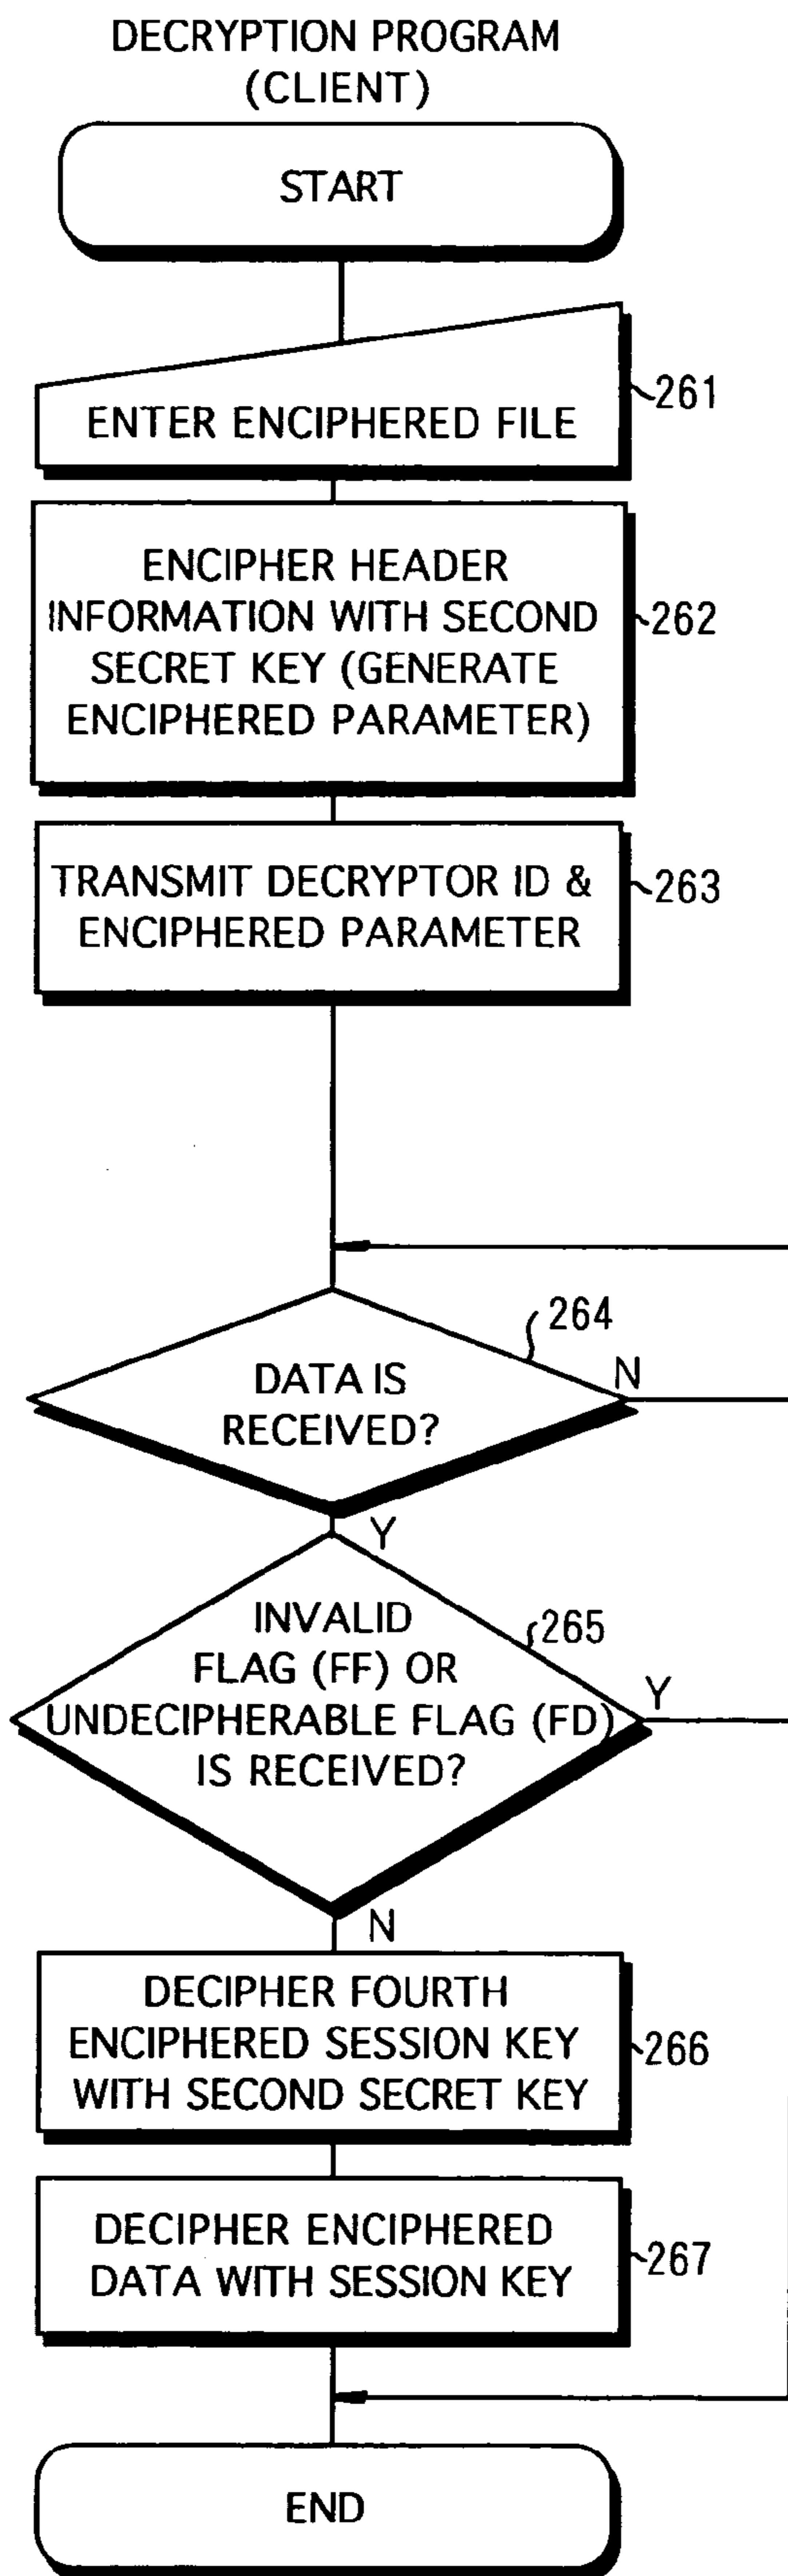 DECRYPTION PROGRAM
(CLIENT)
START
ENTER ENCIPHERED FILE
261
ENCIPHER HEADER
INFORMATION WITH SECOND
SECRET KEY (GENERATE
ENCIPHERED PARAMETER)
262
TRANSMIT DECRYPTOR ID &
ENCIPHERED PARAMETER
263
264
DATA IS
RECEIVED?
N
Y
INVALID
FLAG (FF) OR
UNDECIPHERABLE FLAG (FD)
IS RECEIVED?
265
Y
N
DECIPHER FOURTH
ENCIPHERED SESSION KEY
WITH SECOND SECRET KEY
266
DECIPHER ENCIPHERED
DATA WITH SESSION KEY
267
END